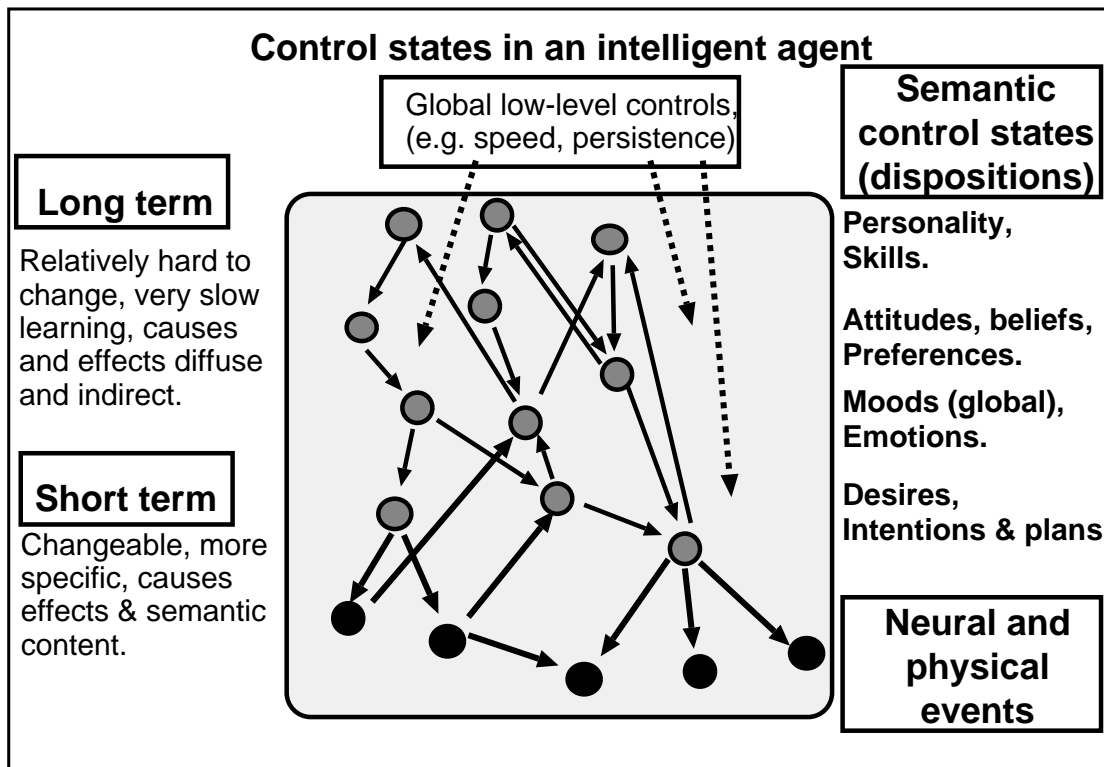 Control states in an intelligent agent
Global low-level controls,
(e.g. speed, persistence)
Long term
Relatively hard to
change, very slow
learning, causes
and effects diffuse
and indirect.
Short term
Changeable, more
specific, causes
effects & semantic
content.
Semantic
control states
(dispositions)
Personality,
Skills.
Attitudes, beliefs,
Preferences.
Moods (global),
Emotions.
Desires,
Intentions & plans
Neural and
physical
events